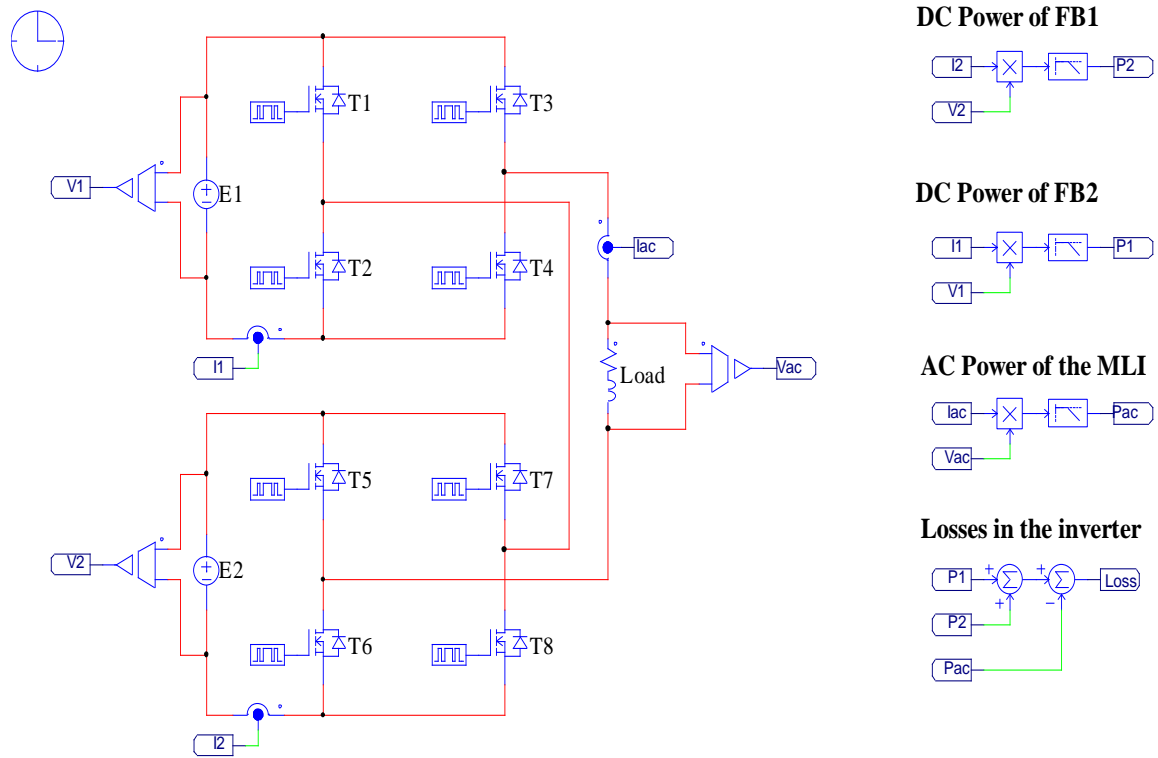 DC Power of FB1
I2
P2
V2
DC Power of FB2
I1
P1
V1
AC Power of the MLI
Iac
Pac
Vac
Losses in the inverter
P1
P2
Pac
Loss
T1
T3
V1
E1
T2
T4
I1
Iac
Load
Vac
T5
T7
V2
E2
T6
T8
I2